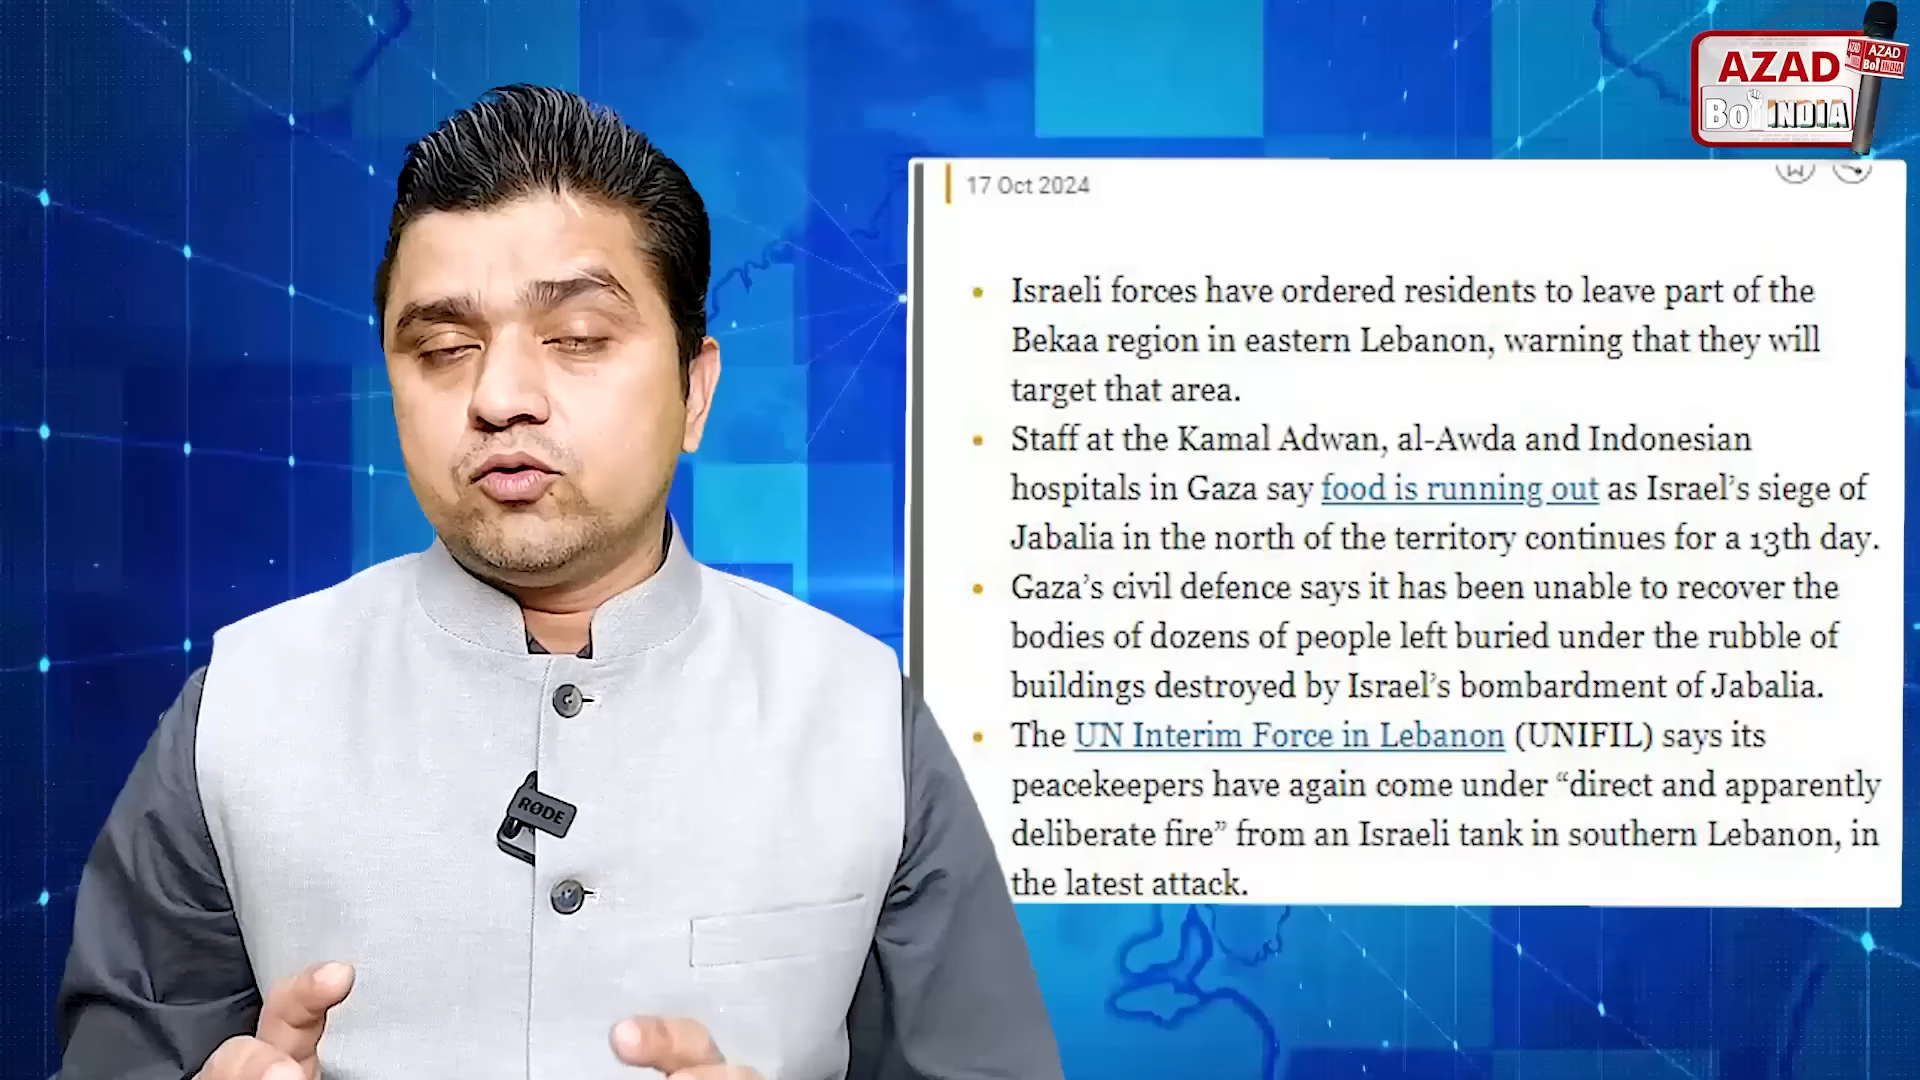 AZAD
Bol INDIA
AZAD
Bol INDIA
17 Oct 2024
• Israeli forces have ordered residents to leave part of the
Bekaa region in eastern Lebanon, warning that they will
target that area.
• Staff at the Kamal Adwan, al-Awda and Indonesian
hospitals in Gaza say food is running out as Israel’s siege of
Jabalia in the north of the territory continues for a 13th day.
• Gaza’s civil defence says it has been unable to recover the
bodies of dozens of people left buried under the rubble of
buildings destroyed by Israel’s bombardment of Jabalia.
• The UN Interim Force in Lebanon (UNIFIL) says its
peacekeepers have again come under “direct and apparently
deliberate fire” from an Israeli tank in southern Lebanon, in
the latest attack.
RØDE